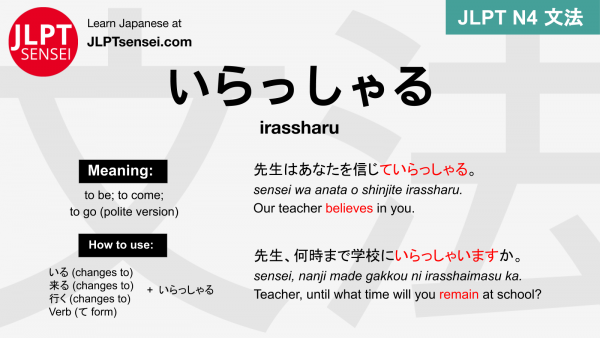 JLPT
SENSEI
Learn Japanese at
JLPTsensei.com
JLPT N4 文法
いらっしゃる
irassharu
Meaning:
to be; to come;
to go (polite version)
How to use:
いる (changes to)
来る (changes to)
行く (changes to)
Verb (て form)
+ いらっしゃる
先生はあなたを信じていらっしゃる。
sensei wa anata o shinjite irassharu.
Our teacher believes in you.
先生、何時まで学校にいらっしゃいますか。
sensei, nanji made gakkou ni irasshaimasu ka.
Teacher, until what time will you remain at school?
文法